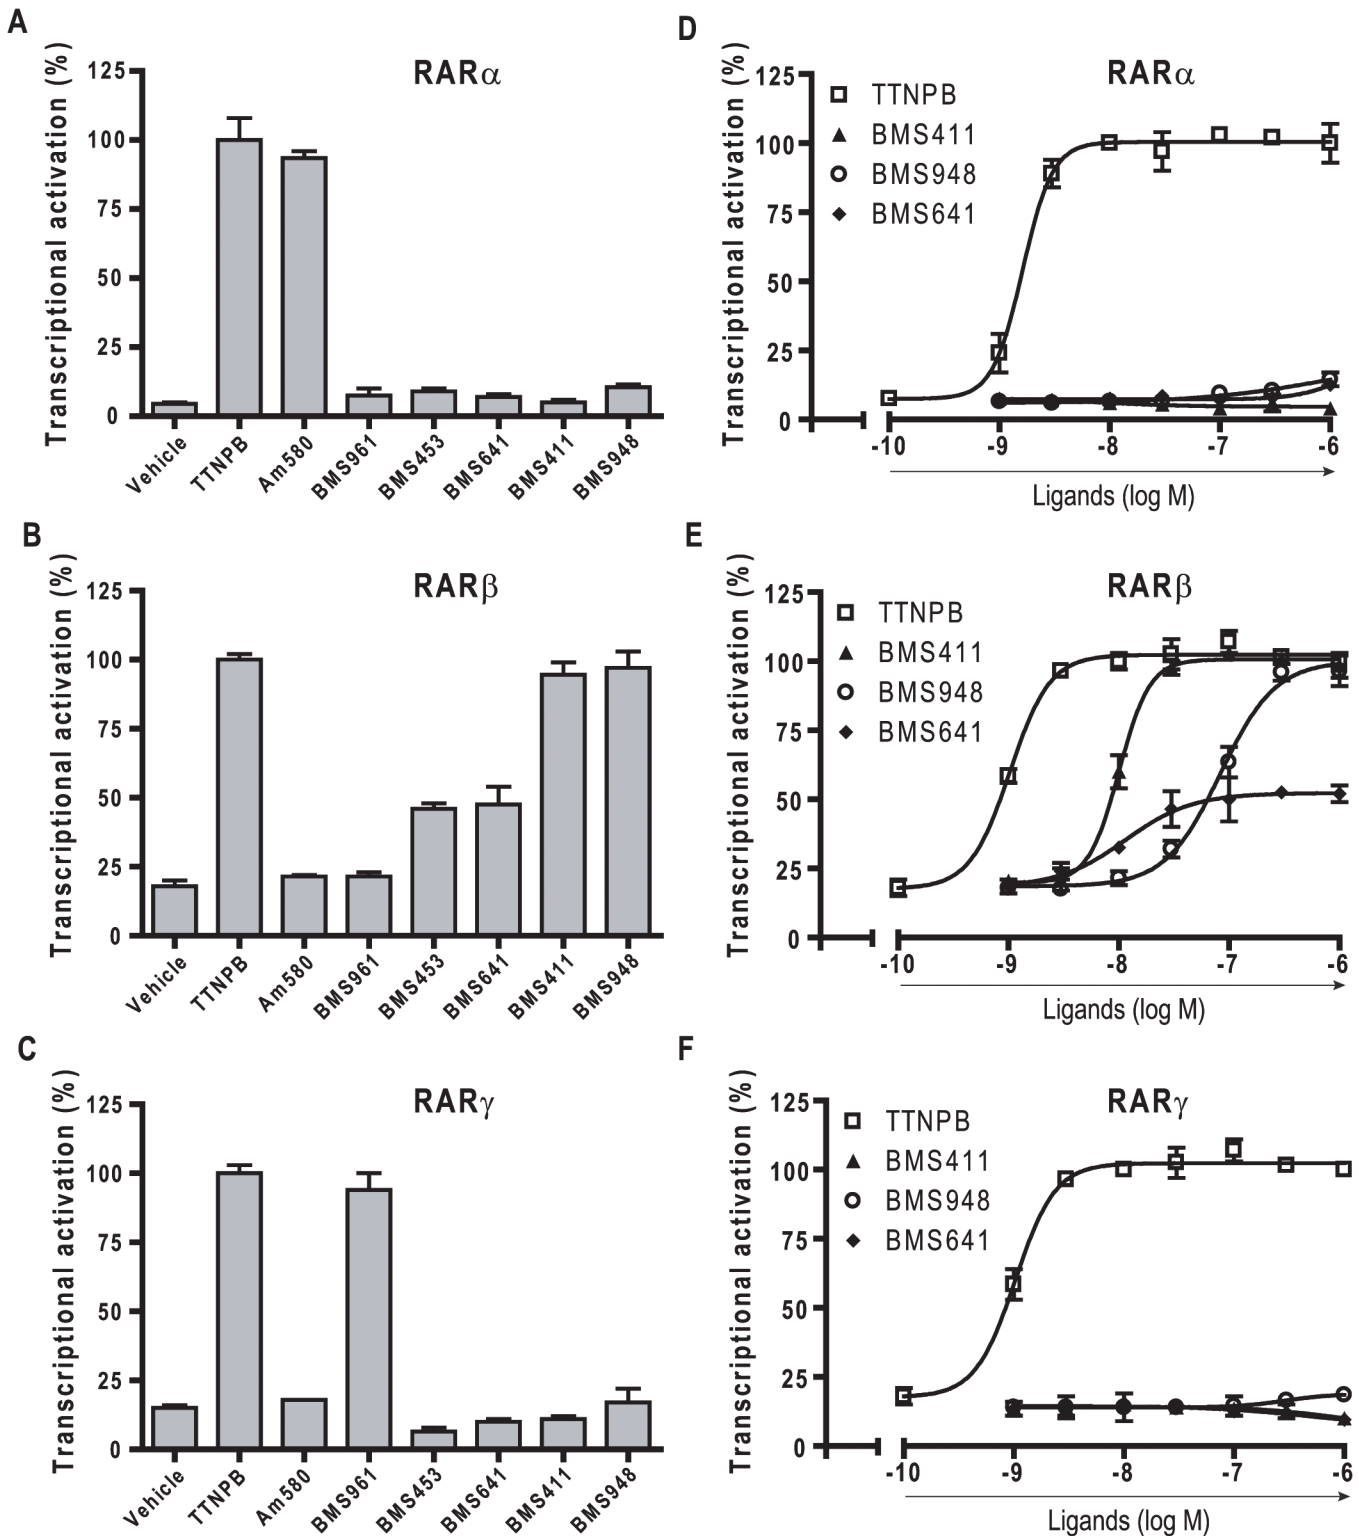 A
RARα
Transcriptional activation (%)
125
100
75
50
25
0
Vehicle
TTNPB
Am580
BMS961
BMS453
BMS641
BMS411
BMS948
D
RARα
Transcriptional activation (%)
125
100
75
50
25
0
TTNPB
BMS411
BMS948
BMS641
-10
-9
-8
-7
-6
Ligands (log M)
B
RARβ
Transcriptional activation (%)
125
100
75
50
25
0
Vehicle
TTNPB
Am580
BMS961
BMS453
BMS641
BMS411
BMS948
E
RARβ
Transcriptional activation (%)
125
100
75
50
25
0
TTNPB
BMS411
BMS948
BMS641
-10
-9
-8
-7
-6
Ligands (log M)
C
RARγ
Transcriptional activation (%)
125
100
75
50
25
0
Vehicle
TTNPB
Am580
BMS961
BMS453
BMS641
BMS411
BMS948
F
RARγ
Transcriptional activation (%)
125
100
75
50
25
0
TTNPB
BMS411
BMS948
BMS641
-10
-9
-8
-7
-6
Ligands (log M)